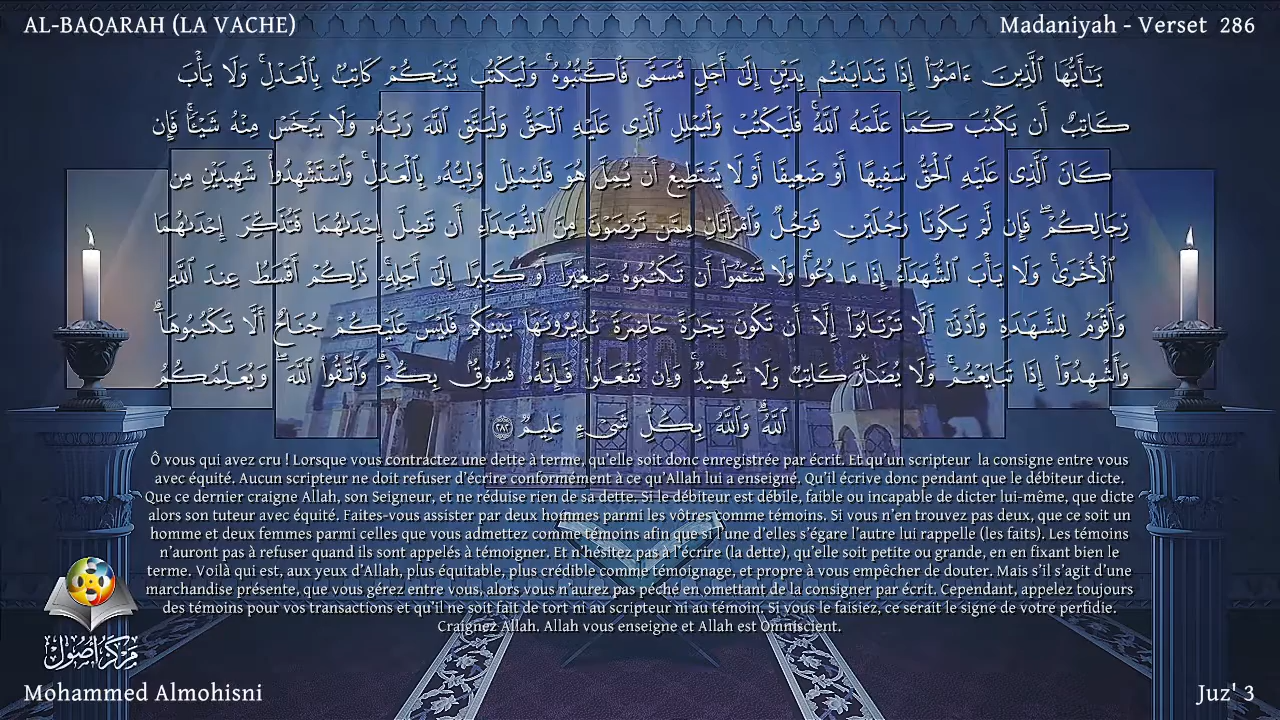 AL-BAQARAH (LA VACHE)
Madaniyah - Verset 286
يَـٰٓأَيُّهَا ٱلَّذِينَ ءَامَنُوٓا۟ إِذَا تَدَايَنتُم بِدَيْنٍ إِلَىٰٓ أَجَلٍ مُّسَمًّى فَٱكْتُبُوهُ ۚ وَلْيَكْتُب بَّيْنَكُمْ كَاتِبٌۢ بِٱلْعَدْلِ ۚ وَلَا يَأْبَ
كَاتِبٌ أَن يَكْتُبَ كَمَا عَلَّمَهُ ٱللَّهُ ۚ فَلْيَكْتُبْ وَلْيُمْلِلِ ٱلَّذِى عَلَيْهِ ٱلْحَقُّ وَلْيَتَّقِ ٱللَّهَ رَبَّهُۥ وَلَا يَبْخَسْ مِنْهُ شَيْـًٔا ۚ فَإِن
كَانَ ٱلَّذِى عَلَيْهِ ٱلْحَقُّ سَفِيهًا أَوْ ضَعِيفًا أَوْ لَا يَسْتَطِيعُ أَن يُمِلَّ هُوَ فَلْيُمْلِلْ وَلِيُّهُۥ بِٱلْعَدْلِ ۚ وَٱسْتَشْهِدُوا۟ شَهِيدَيْنِ مِن
رِّجَالِكُمْ ۖ فَإِن لَّمْ يَكُونَا رَجُلَيْنِ فَرَجُلٌ وَٱمْرَأَتَانِ مِمَّن تَرْضَوْنَ مِنَ ٱلشُّهَدَآءِ أَن تَضِلَّ إِحْدَىٰهُمَا فَتُذَكِّرَ إِحْدَىٰهُمَا
ٱلْأُخْرَىٰ ۚ وَلَا يَأْبَ ٱلشُّهَدَآءُ إِذَا مَا دُعُوا۟ ۚ وَلَا تَسْـَٔمُوٓا۟ أَن تَكْتُبُوهُ صَغِيرًا أَوْ كَبِيرًا إِلَىٰٓ أَجَلِهِۦ ۚ ذَٰلِكُمْ أَقْسَطُ عِندَ ٱللَّهِ
وَأَقْوَمُ لِلشَّهَـٰدَةِ وَأَدْنَىٰٓ أَلَّا تَرْتَابُوٓا۟ ۖ إِلَّآ أَن تَكُونَ تِجَـٰرَةً حَاضِرَةً تُدِيرُونَهَا بَيْنَكُمْ فَلَيْسَ عَلَيْكُمْ جُنَاحٌ أَلَّا تَكْتُبُوهَا ۗ
وَأَشْهِدُوٓا۟ إِذَا تَبَايَعْتُمْ ۚ وَلَا يُضَآرَّ كَاتِبٌ وَلَا شَهِيدٌ ۚ وَإِن تَفْعَلُوا۟ فَإِنَّهُۥ فُسُوقٌۢ بِكُمْ ۗ وَٱتَّقُوا۟ ٱللَّهَ ۖ وَيُعَلِّمُكُمُ
ٱللَّهُ ۗ وَٱللَّهُ بِكُلِّ شَىْءٍ عَلِيمٌ ٢٨٢
Ô vous qui avez cru ! Lorsque vous contractez une dette à terme, qu'elle soit donc enregistrée par écrit. Et qu'un scripteur la consigne entre vous
avec équité. Aucun scripteur ne doit refuser d'écrire conformément à ce qu'Allah lui a enseigné. Qu'il écrive donc pendant que le débiteur dicte.
Que ce dernier craigne Allah, son Seigneur, et ne réduise rien de sa dette. Si le débiteur est débile, faible ou incapable de dicter lui-même, que dicte
alors son tuteur avec équité. Faites-vous assister par deux hommes parmi les vôtres comme témoins. Si vous n'en trouvez pas deux, que ce soit un
homme et deux femmes parmi celles que vous admettez comme témoins afin que si l'une d'elles s'égare l'autre lui rappelle (les faits). Les témoins
n'auront pas à refuser quand ils sont appelés à témoigner. Et n'hésitez pas à l'écrire (la dette), qu'elle soit petite ou grande, en en fixant bien le
terme. Voilà qui est, aux yeux d'Allah, plus équitable, plus crédible comme témoignage, et propre à vous empêcher de douter. Mais s'il s'agit d'une
marchandise présente, que vous gérez entre vous, alors vous n'aurez pas péché en omettant de la consigner par écrit. Cependant, appelez toujours
des témoins pour vos transactions et qu'il ne soit fait de tort ni au scripteur ni au témoin. Si vous le faisiez, ce serait le signe de votre perfidie.
Craignez Allah. Allah vous enseigne et Allah est Omniscient.
مركز أصول
Mohammed Almohisni
Juz' 3